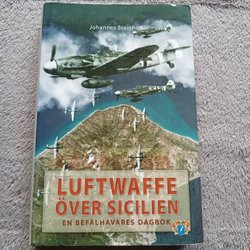 Johannes Steinhoff
LUFTWAFFE
ÖVER SICILIEN
EN BEFÄLHAVARES DAGBOK